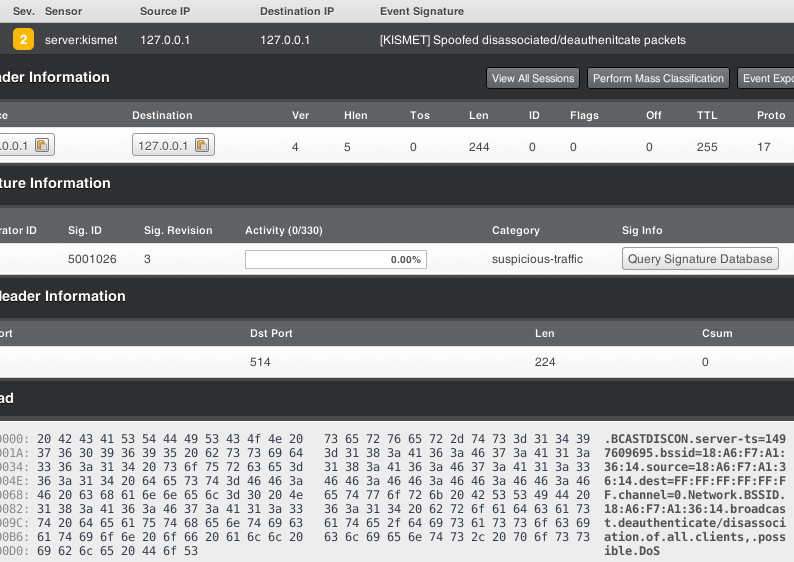 Sev. Sensor Source IP Destination IP Event Signature
2 server:kismet 127.0.0.1 127.0.0.1 [KISMET] Spoofed disassociated/deauthenitcate packets
ader Information View All Sessions Perform Mass Classification Event Expo
ce Destination Ver Hlen Tos Len ID Flags Off TTL Proto
.0.0.1 127.0.0.1 4 5 0 244 0 0 0 255 17
ture Information
rator ID Sig. ID Sig. Revision Activity (0/330) Category Sig Info
5001026 3 0.00% suspicious-traffic Query Signature Database
Header Information
ort Dst Port Len Csum
514 224 0
ad
0000: 20 42 43 41 53 54 44 49 53 43 4f 4e 20 73 65 72 76 65 72 2d 74 73 3d 31 34 39 .BCASTDISCON.server-ts=149
001A: 37 36 30 39 36 39 35 20 62 73 73 69 64 3d 31 38 3a 41 36 3a 46 37 3a 41 31 3a 7609695.bssid=18:A6:F7:A1:
0034: 33 36 3a 31 34 20 73 6f 75 72 63 65 3d 31 38 3a 41 36 3a 46 37 3a 41 31 3a 33 36:14.source=18:A6:F7:A1:3
004E: 36 3a 31 34 20 64 65 73 74 3d 46 46 3a 46 46 3a 46 46 3a 46 46 3a 46 46 3a 46 6:14.dest=FF:FF:FF:FF:FF:F
0068: 46 20 63 68 61 6e 6e 65 6c 3d 30 20 4e 65 74 77 6f 72 6b 20 42 53 53 49 44 20 F.channel=0.Network.BSSID.
0082: 31 38 3a 41 36 3a 46 37 3a 41 31 3a 33 36 3a 31 34 20 62 72 6f 61 64 63 61 73 18:A6:F7:A1:36:14.broadcas
009C: 74 20 64 65 61 75 74 68 65 6e 74 69 63 61 74 65 2f 64 69 73 61 73 73 6f 63 69 t.deauthenticate/disassoci
00B6: 61 74 69 6f 6e 20 6f 66 20 61 6c 6c 20 63 6c 69 65 6e 74 73 2c 20 70 6f 73 73 ation.of.all.clients,.poss
00D0: 69 62 6c 65 20 44 6f 53 ible.DoS